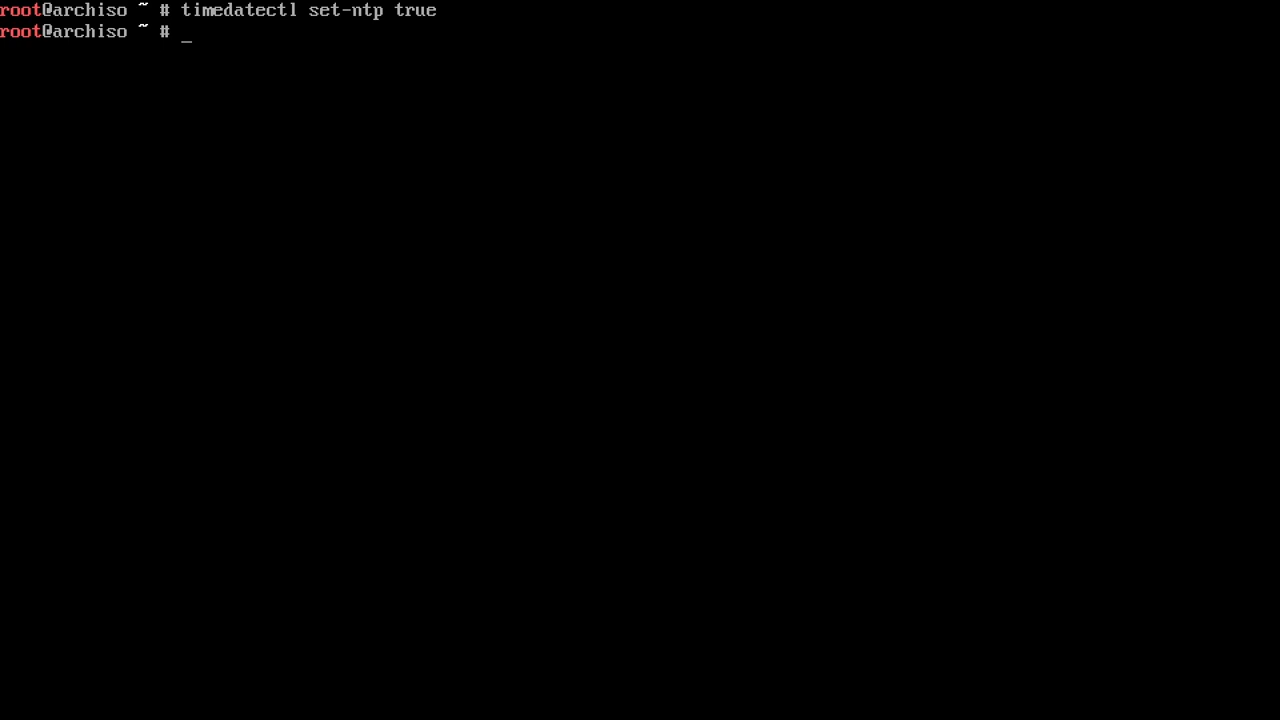 root@archiso ~ # timedatectl set-ntp true
root@archiso ~ # _